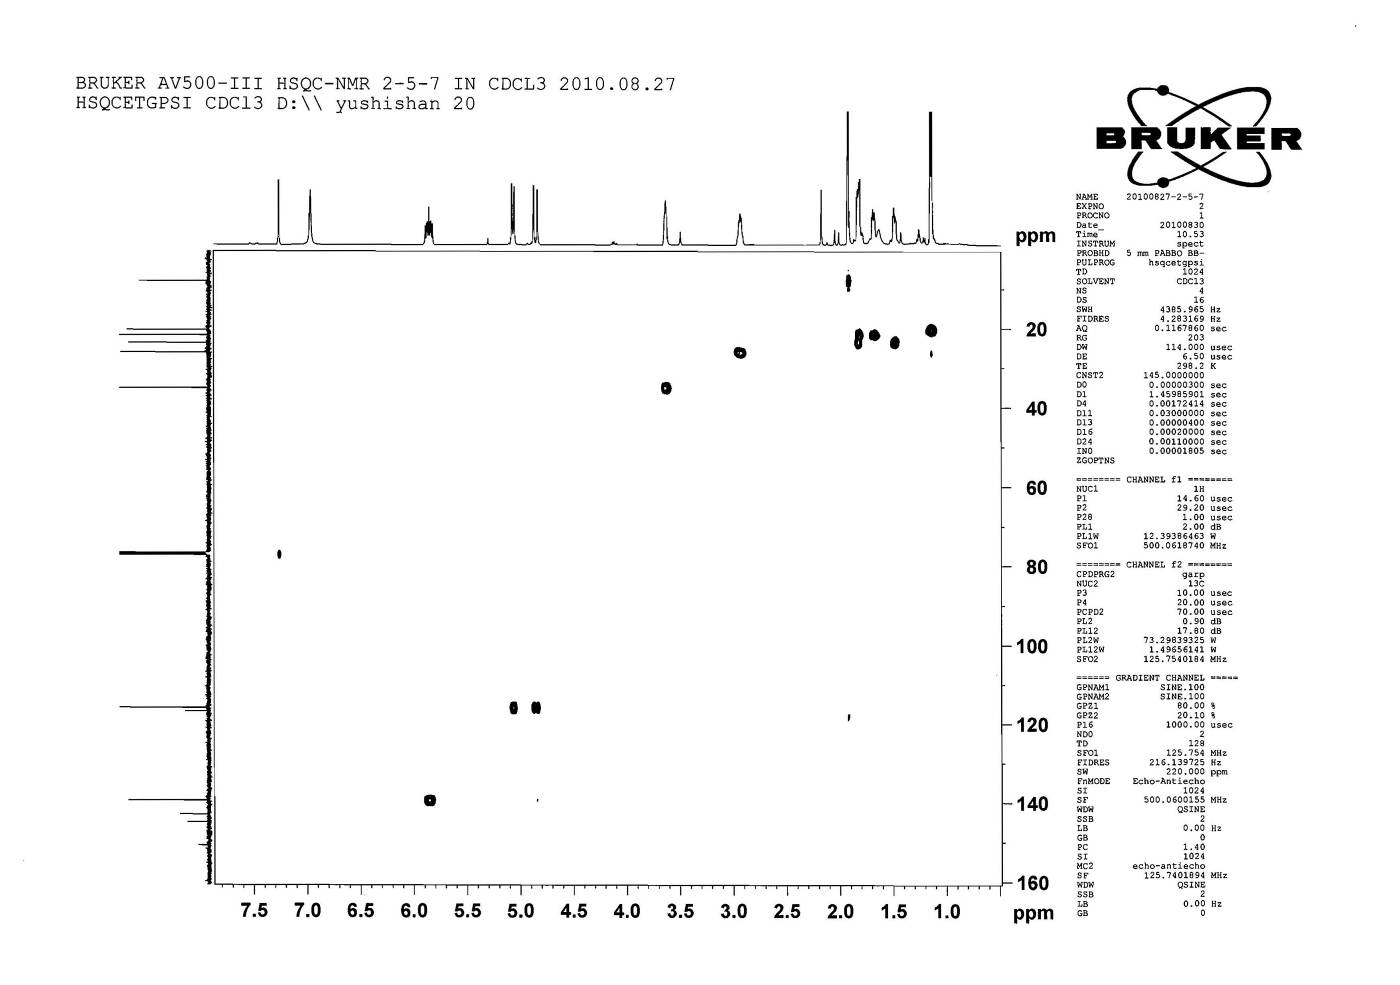 BRUKER AV500-III HSQC-NMR 2-5-7 IN CDCL3 2010.08.27
HSQCETGPSI CDCl3 D:\\ yushishan 20
BRUKER
NAME 20100827-2-5-7
EXPNO 2
PROCNO 1
Date_ 20100830
Time 10.53
INSTRUM spect
PROBHD 5 mm PABBO BB-
PULPROG hsqcetgpsi
TD 1024
SOLVENT CDCl3
NS 4
DS 16
SWH 4385.965 Hz
FIDRES 4.283169 Hz
AQ 0.1167860 sec
RG 203
DW 114.000 usec
DE 6.50 usec
TE 298.2 K
CNST2 145.0000000
D0 0.00000300 sec
D1 1.45985901 sec
D4 0.00172414 sec
D11 0.03000000 sec
D13 0.00000400 sec
D16 0.00020000 sec
D24 0.00110000 sec
IN0 0.00001805 sec
ZGOPTNS
======== CHANNEL f1 ========
NUC1 1H
P1 14.60 usec
P2 29.20 usec
P28 1.00 usec
PL1 2.00 dB
PL1W 12.39386463 W
SFO1 500.0618740 MHz
======== CHANNEL f2 ========
CPDPRG2 garp
NUC2 13C
P3 10.00 usec
P4 20.00 usec
PCPD2 70.00 usec
PL2 0.90 dB
PL12 17.80 dB
PL2W 73.29839325 W
PL12W 1.49656141 W
SFO2 125.7540184 MHz
====== GRADIENT CHANNEL =====
GPNAM1 SINE.100
GPNAM2 SINE.100
GPZ1 80.00 %
GPZ2 20.10 %
P16 1000.00 usec
ND0 2
TD 128
SFO1 125.754 MHz
FIDRES 216.139725 Hz
SW 220.000 ppm
FnMODE Echo-Antiecho
SI 1024
SF 500.0600155 MHz
WDW QSINE
SSB 2
LB 0.00 Hz
GB 0
PC 1.40
SI 1024
MC2 echo-antiecho
SF 125.7401894 MHz
WDW QSINE
SSB 2
LB 0.00 Hz
GB 0
ppm
20
40
60
80
100
120
140
160
7.5 7.0 6.5 6.0 5.5 5.0 4.5 4.0 3.5 3.0 2.5 2.0 1.5 1.0 ppm